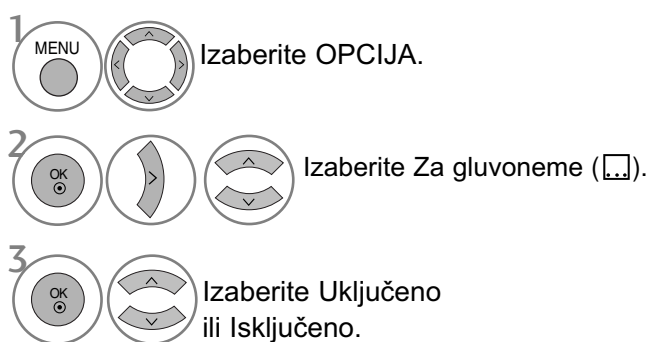 1
MENU
Izaberite OPCIJA.
2
OK
Izaberite Za gluvoneme (...).
3
OK
Izaberite Uključeno
ili Isključeno.